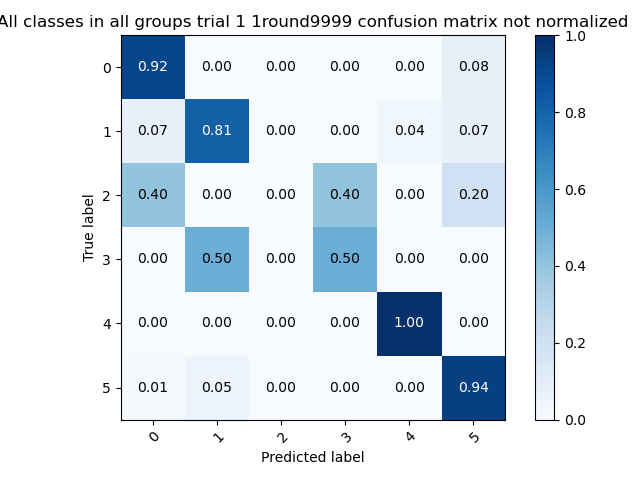 All classes in all groups trial 1 1round9999 confusion matrix not normalized
0 0.92 0.00 0.00 0.00 0.00 0.08
1 0.07 0.81 0.00 0.00 0.04 0.07
2 0.40 0.00 0.00 0.40 0.00 0.20
3 0.00 0.50 0.00 0.50 0.00 0.00
4 0.00 0.00 0.00 0.00 1.00 0.00
5 0.01 0.05 0.00 0.00 0.00 0.94
0 1 2 3 4 5
True label
Predicted label
1.0
0.8
0.6
0.4
0.2
0.0